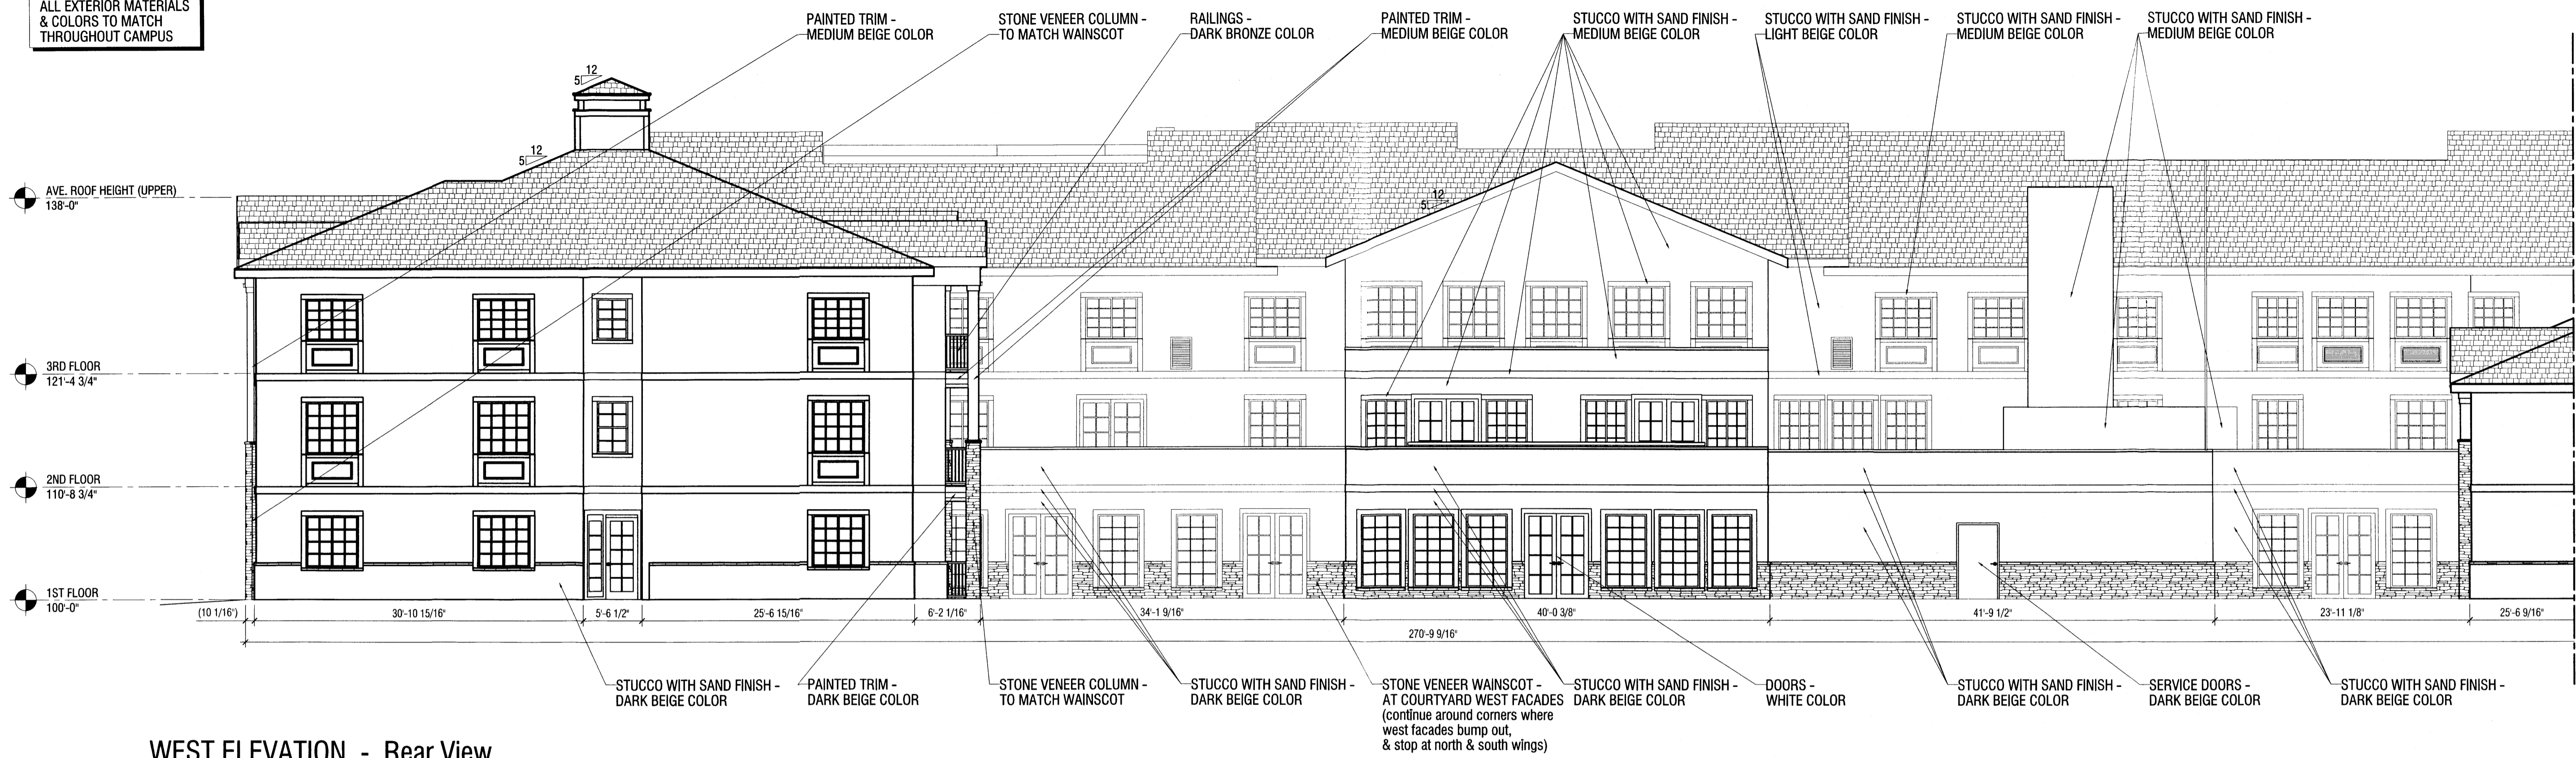 ALL EXTERIOR MATERIALS
& COLORS TO MATCH
THROUGHOUT CAMPUS
PAINTED TRIM -
MEDIUM BEIGE COLOR
STONE VENEER COLUMN -
TO MATCH WAINSCOT
RAILINGS -
DARK BRONZE COLOR
PAINTED TRIM -
MEDIUM BEIGE COLOR
STUCCO WITH SAND FINISH -
MEDIUM BEIGE COLOR
STUCCO WITH SAND FINISH -
LIGHT BEIGE COLOR
STUCCO WITH SAND FINISH -
MEDIUM BEIGE COLOR
STUCCO WITH SAND FINISH -
MEDIUM BEIGE COLOR
12
5
12
5
12
5
AVE. ROOF HEIGHT (UPPER)
138'-0"
3RD FLOOR
121'-4 3/4"
2ND FLOOR
110'-8 3/4"
1ST FLOOR
100'-0"
(10 1/16")
30'-10 15/16"
5'-6 1/2"
25'-6 15/16"
6'-2 1/16"
34'-1 9/16"
40'-0 3/8"
41'-9 1/2"
23'-11 1/8"
25'-6 9/16"
270'-9 9/16"
STUCCO WITH SAND FINISH -
DARK BEIGE COLOR
PAINTED TRIM -
DARK BEIGE COLOR
STONE VENEER COLUMN -
TO MATCH WAINSCOT
STUCCO WITH SAND FINISH -
DARK BEIGE COLOR
STONE VENEER WAINSCOT -
AT COURTYARD WEST FACADES
(continue around corners where
west facades bump out,
& stop at north & south wings)
STUCCO WITH SAND FINISH -
DARK BEIGE COLOR
DOORS -
WHITE COLOR
STUCCO WITH SAND FINISH -
DARK BEIGE COLOR
SERVICE DOORS -
DARK BEIGE COLOR
STUCCO WITH SAND FINISH -
DARK BEIGE COLOR
WEST ELEVATION - Rear View